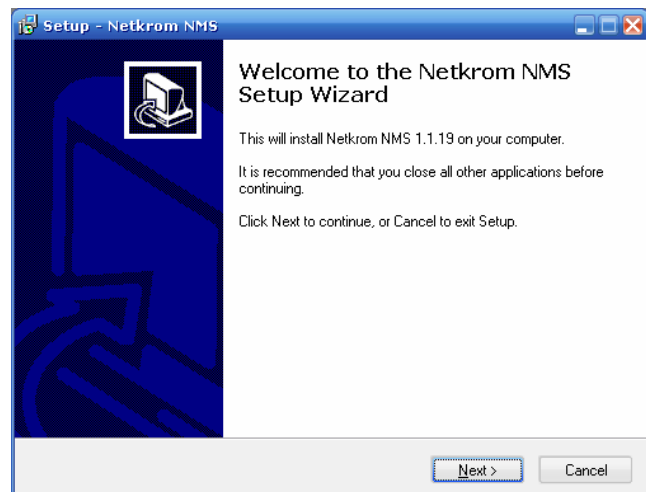 Setup - Netkrom NMS
Welcome to the Netkrom NMS
Setup Wizard
This will install Netkrom NMS 1.1.19 on your computer.
It is recommended that you close all other applications before
continuing.
Click Next to continue, or Cancel to exit Setup.
Next >
Cancel